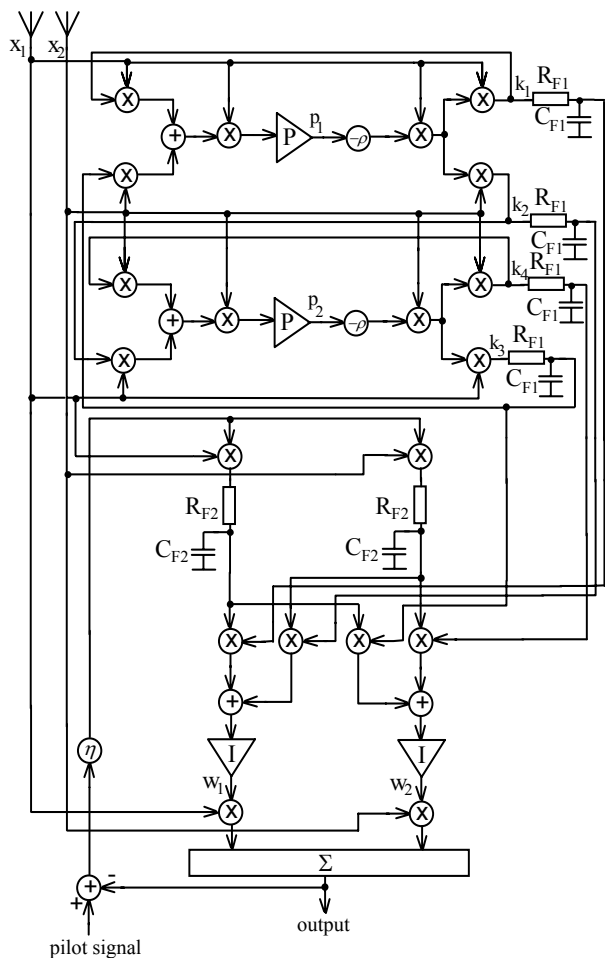 x1 x2
k1 RF1
X X X X
CF1
+ X P p1 -ρ X
X X
k2 RF1
CF1
X X k4 RF1
+ X P p2 -ρ X
CF1
X X k3 RF1
CF1
X X
RF2 RF2
CF2 CF2
X X X X
+ +
I I
η
w1 w2
X X
Σ
+ -
+
output
pilot signal